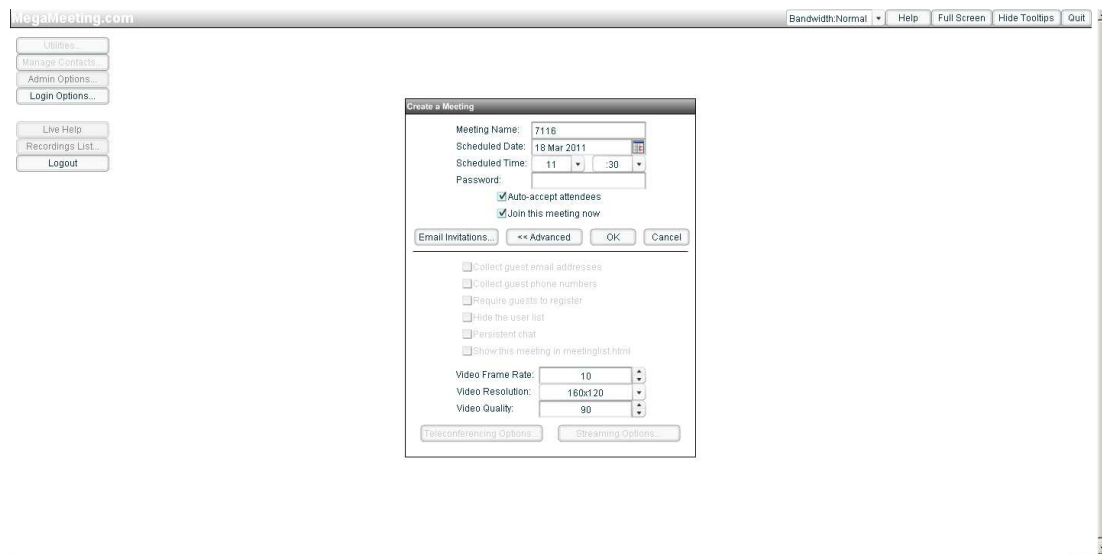 MegaMeeting.com
Bandwidth:Normal
Help
Full Screen
Hide Tooltips
Quit
Utilities...
Manage Contacts...
Admin Options...
Login Options...
Live Help
Recordings List...
Logout
Create a Meeting
Meeting Name: 7116
Scheduled Date: 18 Mar 2011
Scheduled Time: 11 :30
Password:
Auto-accept attendees
Join this meeting now
Email Invitations... << Advanced OK Cancel
Collect guest email addresses
Collect guest phone numbers
Require guests to register
Hide the user list
Persistent chat
Show this meeting in meetinglist.html
Video Frame Rate: 10
Video Resolution: 160x120
Video Quality: 90
Teleconferencing Options... Streaming Options...